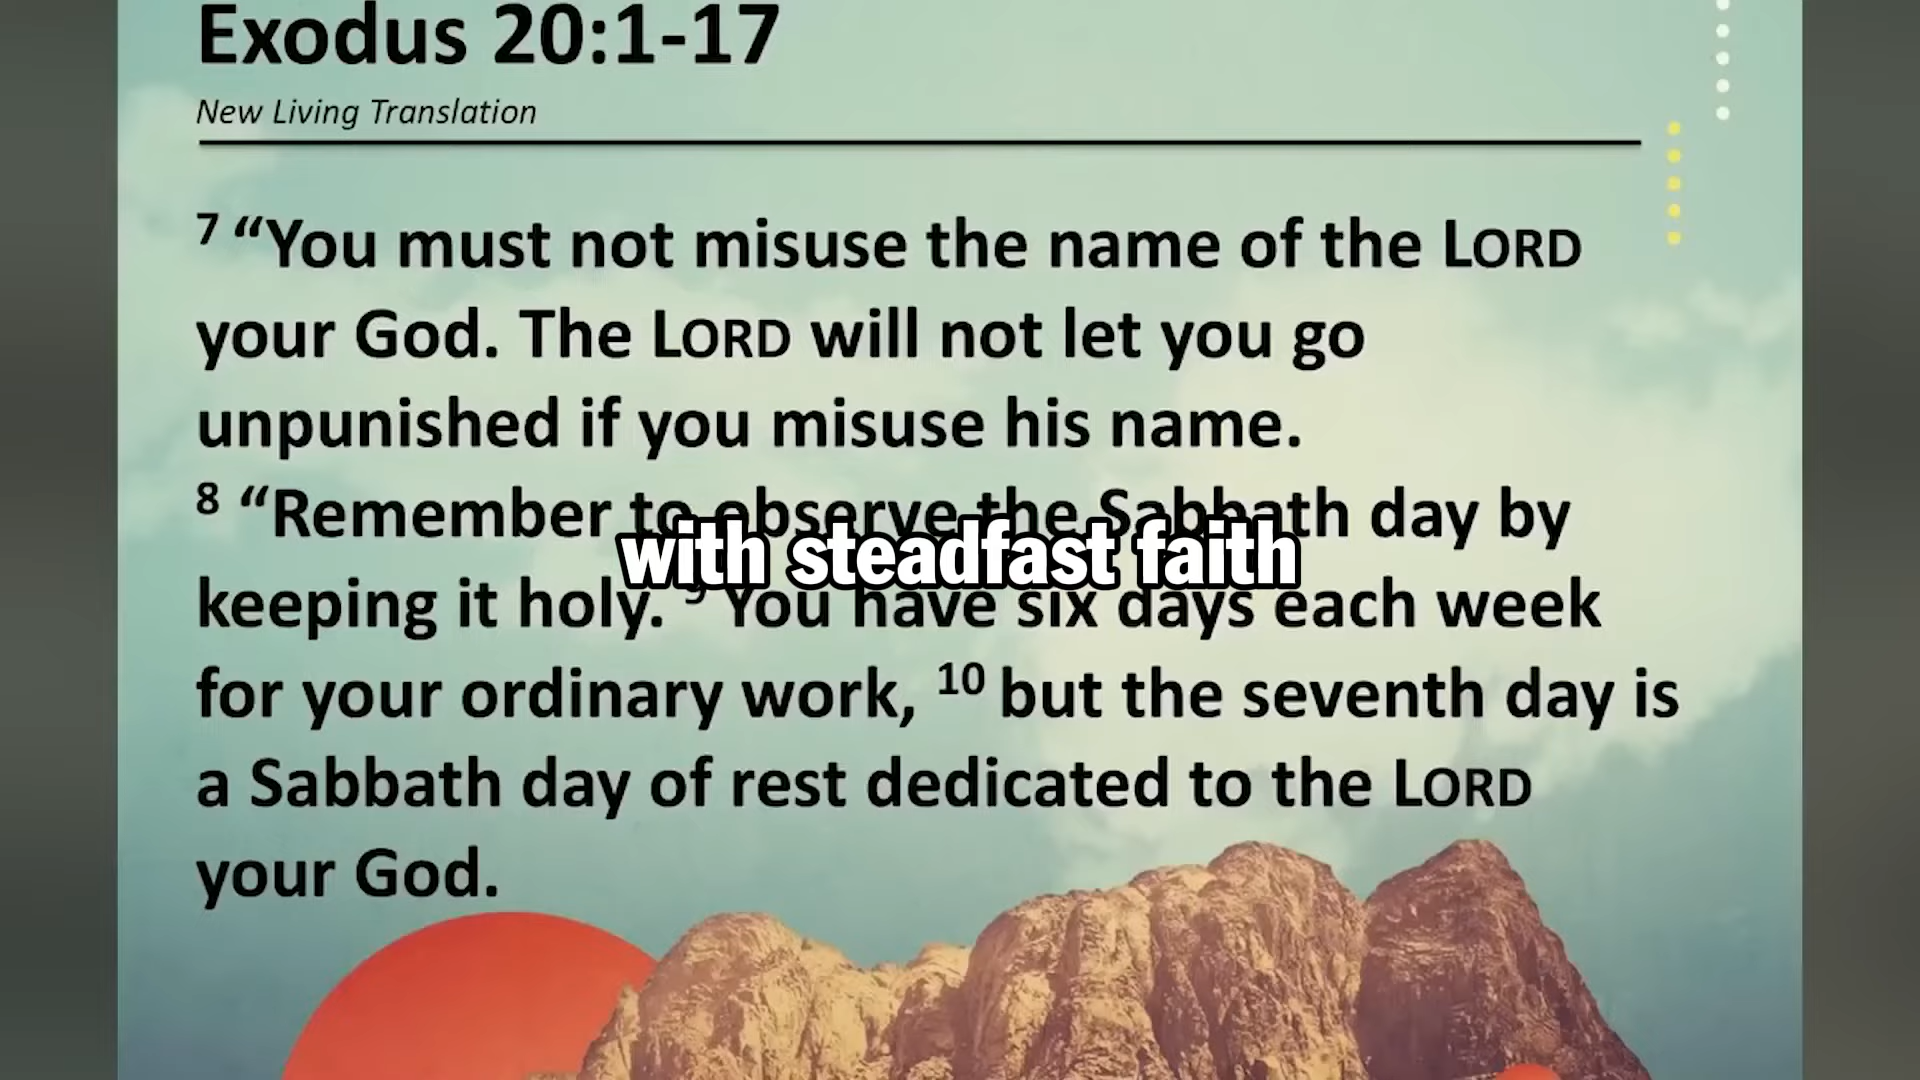 Exodus 20:1-17
New Living Translation
7 “You must not misuse the name of the LORD
your God. The LORD will not let you go
unpunished if you misuse his name.
8 “Remember to observe the Sabbath day by
with steadfast faith
keeping it holy. 9 You have six days each week
for your ordinary work, 10 but the seventh day is
a Sabbath day of rest dedicated to the LORD
your God.